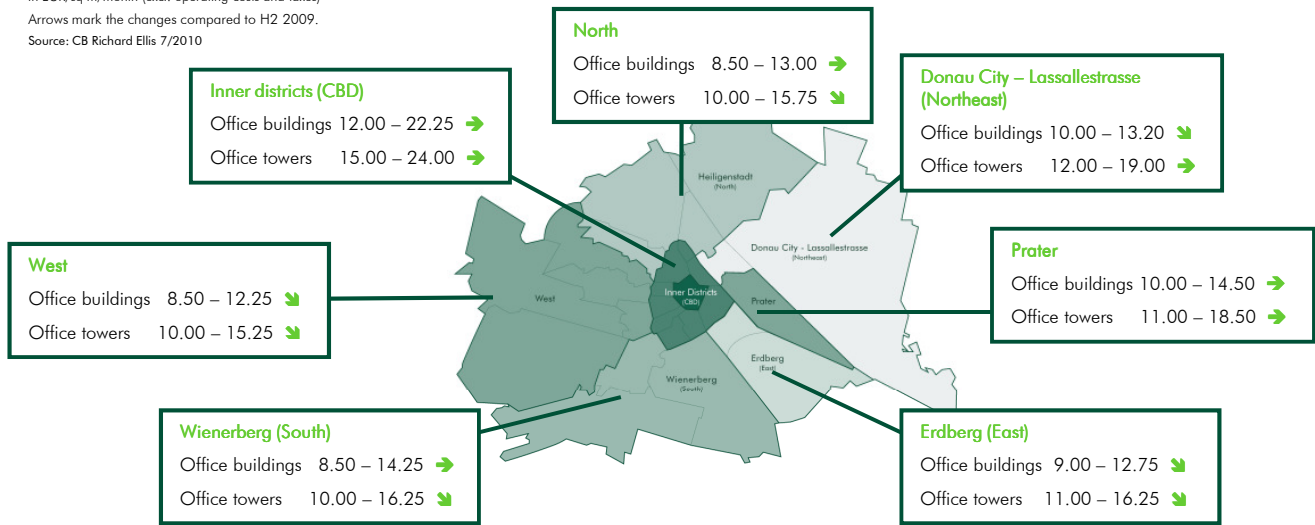 Arrows mark the changes compared to H2 2009.
Source: CB Richard Ellis 7/2010
North
Office buildings 8.50 – 13.00 ➔
Office towers 10.00 – 15.75 ➘
Inner districts (CBD)
Office buildings 12.00 – 22.25 ➔
Office towers 15.00 – 24.00 ➔
Donau City – Lassallestrasse
(Northeast)
Office buildings 10.00 – 13.20 ➘
Office towers 12.00 – 19.00 ➔
West
Office buildings 8.50 – 12.25 ➘
Office towers 10.00 – 15.25 ➘
Prater
Office buildings 10.00 – 14.50 ➔
Office towers 11.00 – 18.50 ➔
Wienerberg (South)
Office buildings 8.50 – 14.25 ➔
Office towers 10.00 – 16.25 ➘
Erdberg (East)
Office buildings 9.00 – 12.75 ➘
Office towers 11.00 – 16.25 ➘
Heiligenstadt
(North)
Donau City - Lassallestrasse
(Northeast)
West
Inner Districts
(CBD)
Prater
Erdberg
(East)
Wienerberg
(South)